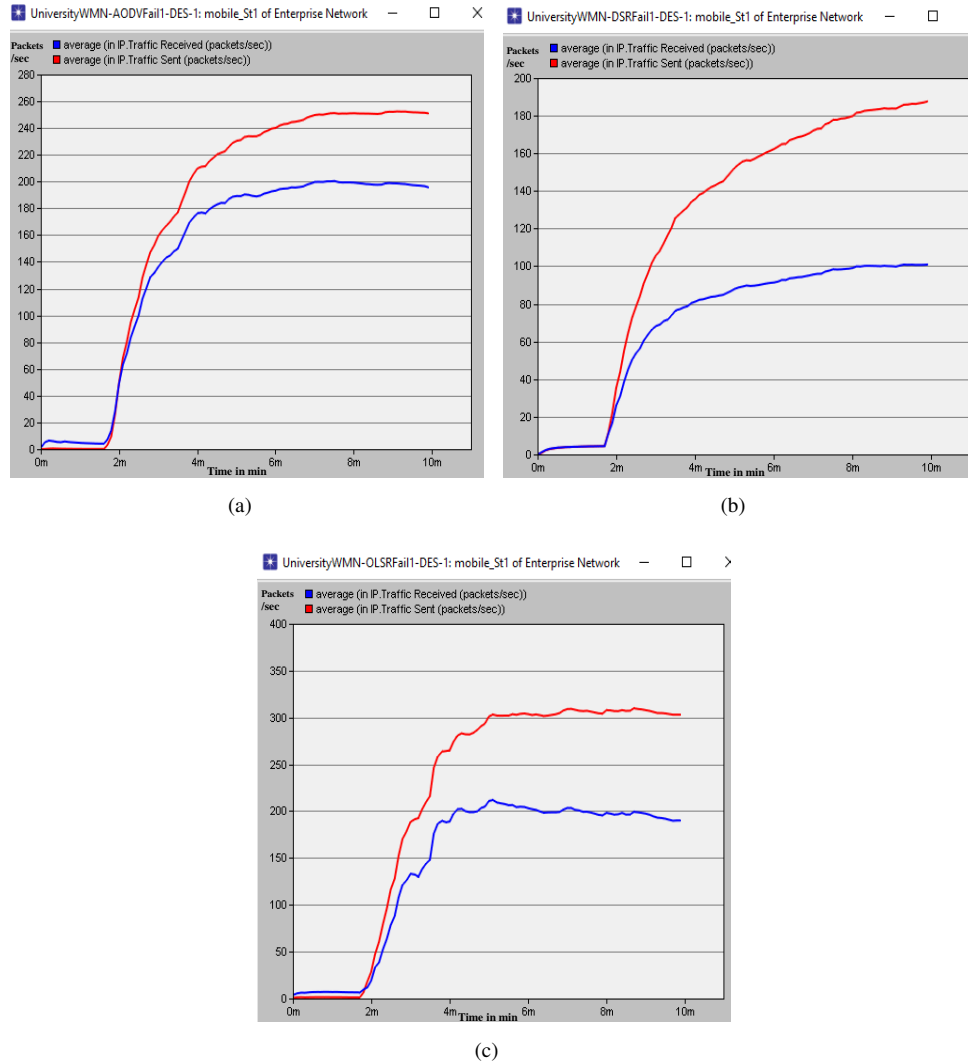 UniversityWMN-AODVFail1-DES-1: mobile_St1 of Enterprise Network
Packets
/sec
average (in IP.Traffic Received (packets/sec))
average (in IP.Traffic Sent (packets/sec))
280
260
240
220
200
180
160
140
120
100
80
60
40
20
0
0m 2m 4m 6m 8m 10m
Time in min
(a)
UniversityWMN-DSRFail1-DES-1: mobile_St1 of Enterprise Network
Packets
/sec
average (in IP.Traffic Received (packets/sec))
average (in IP.Traffic Sent (packets/sec))
200
180
160
140
120
100
80
60
40
20
0
0m 2m 4m 6m 8m 10m
Time in min
(b)
UniversityWMN-OLSRFail1-DES-1: mobile_St1 of Enterprise Network
Packets
/sec
average (in IP.Traffic Received (packets/sec))
average (in IP.Traffic Sent (packets/sec))
400
350
300
250
200
150
100
50
0
0m 2m 4m 6m 8m 10m
Time in min
(c)